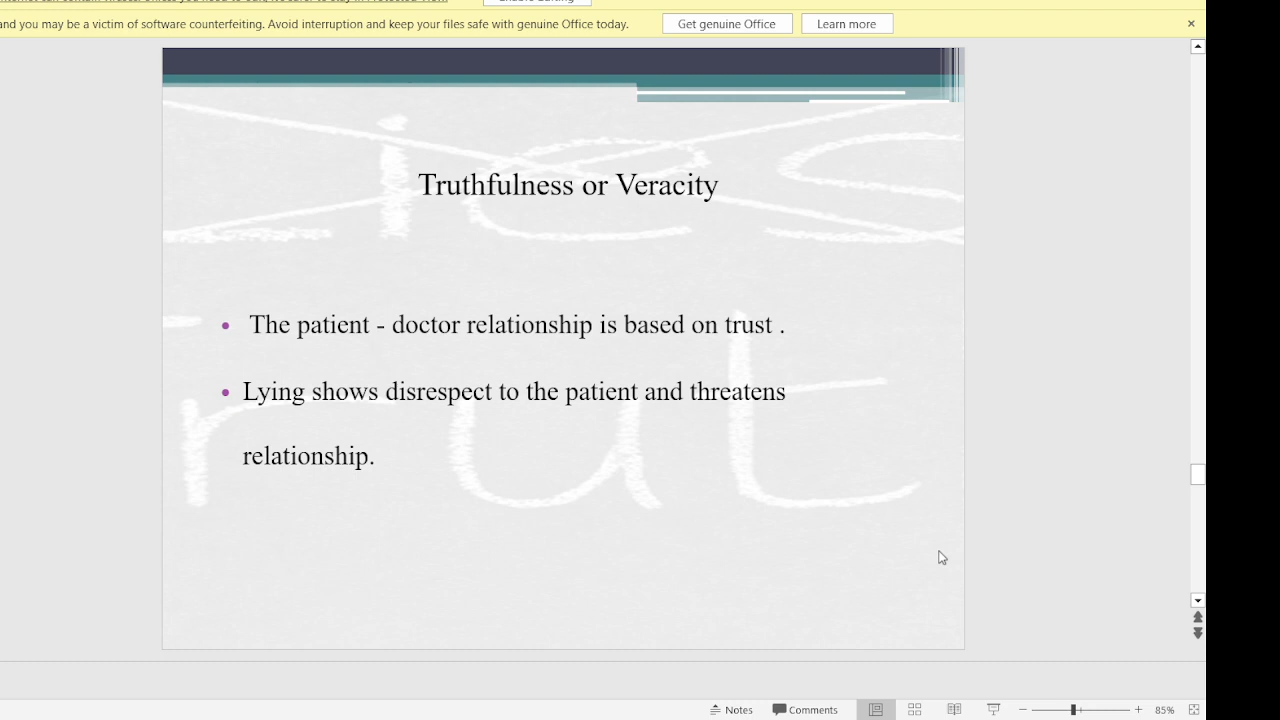 and you may be a victim of software counterfeiting. Avoid interruption and keep your files safe with genuine Office today. Get genuine Office Learn more
Truthfulness or Veracity
• The patient - doctor relationship is based on trust .
• Lying shows disrespect to the patient and threatens
relationship.
Notes Comments 85%